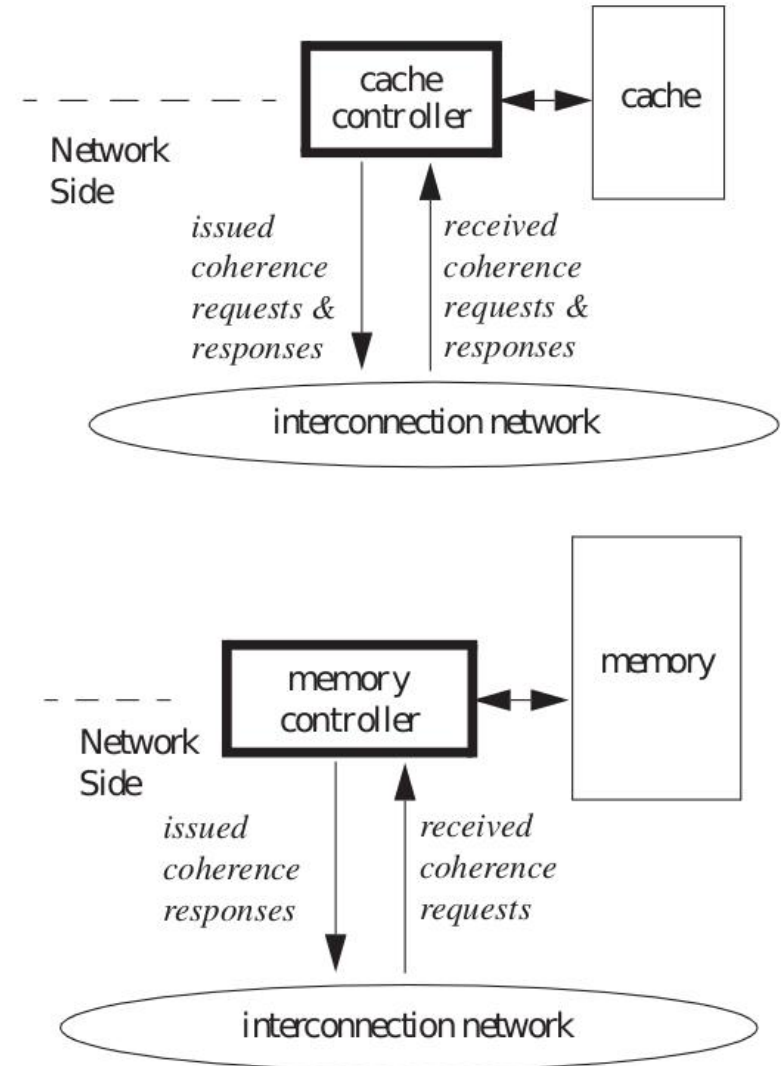 cache
controller
cache
Network
Side
issued
coherence
requests &
responses
received
coherence
requests &
responses
interconnection network
memory
controller
memory
Network
Side
issued
coherence
responses
received
coherence
requests
interconnection network